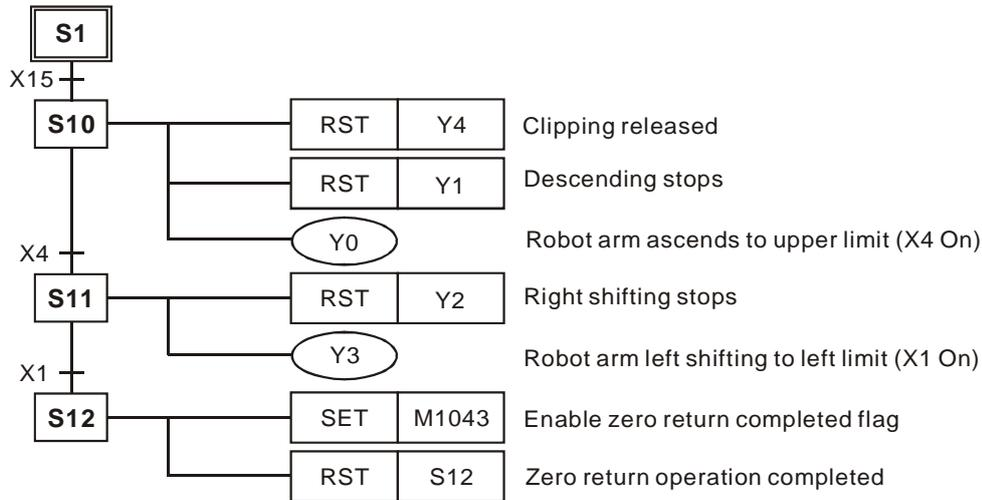 S1
X15
S10
RST Y4 Clipping released
RST Y1 Descending stops
Y0 Robot arm ascends to upper limit (X4 On)
X4
S11
RST Y2 Right shifting stops
Y3 Robot arm left shifting to left limit (X1 On)
X1
S12
SET M1043 Enable zero return completed flag
RST S12 Zero return operation completed